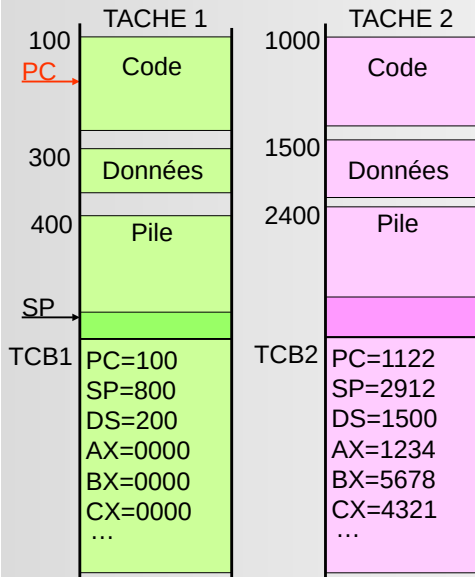 TACHE 1
100
PC
Code
300
Données
400
Pile
SP
TCB1
PC=100
SP=800
DS=200
AX=0000
BX=0000
CX=0000
…
TACHE 2
1000
Code
1500
Données
2400
Pile
TCB2
PC=1122
SP=2912
DS=1500
AX=1234
BX=5678
CX=4321
…